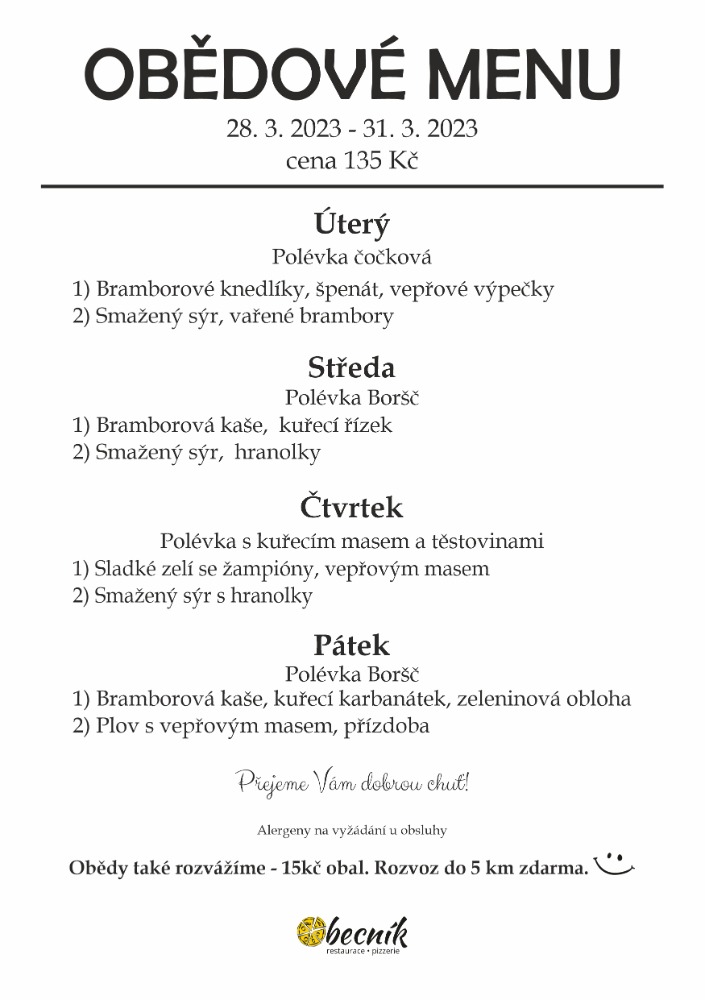 OBĚDOVÉ MENU
28. 3. 2023 - 31. 3. 2023
cena 135 Kč
Úterý
Polévka čočková
1) Bramborové knedlíky, špenát, vepřové výpečky
2) Smažený sýr, vařené brambory
Středa
Polévka Boršč
1) Bramborová kaše, kuřecí řízek
2) Smažený sýr, hranolky
Čtvrtek
Polévka s kuřecím masem a těstovinami
1) Sladké zelí se žampióny, vepřovým masem
2) Smažený sýr s hranolky
Pátek
Polévka Boršč
1) Bramborová kaše, kuřecí karbanátek, zeleninová obloha
2) Plov s vepřovým masem, přízdoba
Přejeme Vám dobrou chuť!
Alergeny na vyžádání u obsluhy
Obědy také rozvážíme - 15kč obal. Rozvoz do 5 km zdarma.
Obecník
restaurace • pizzerie